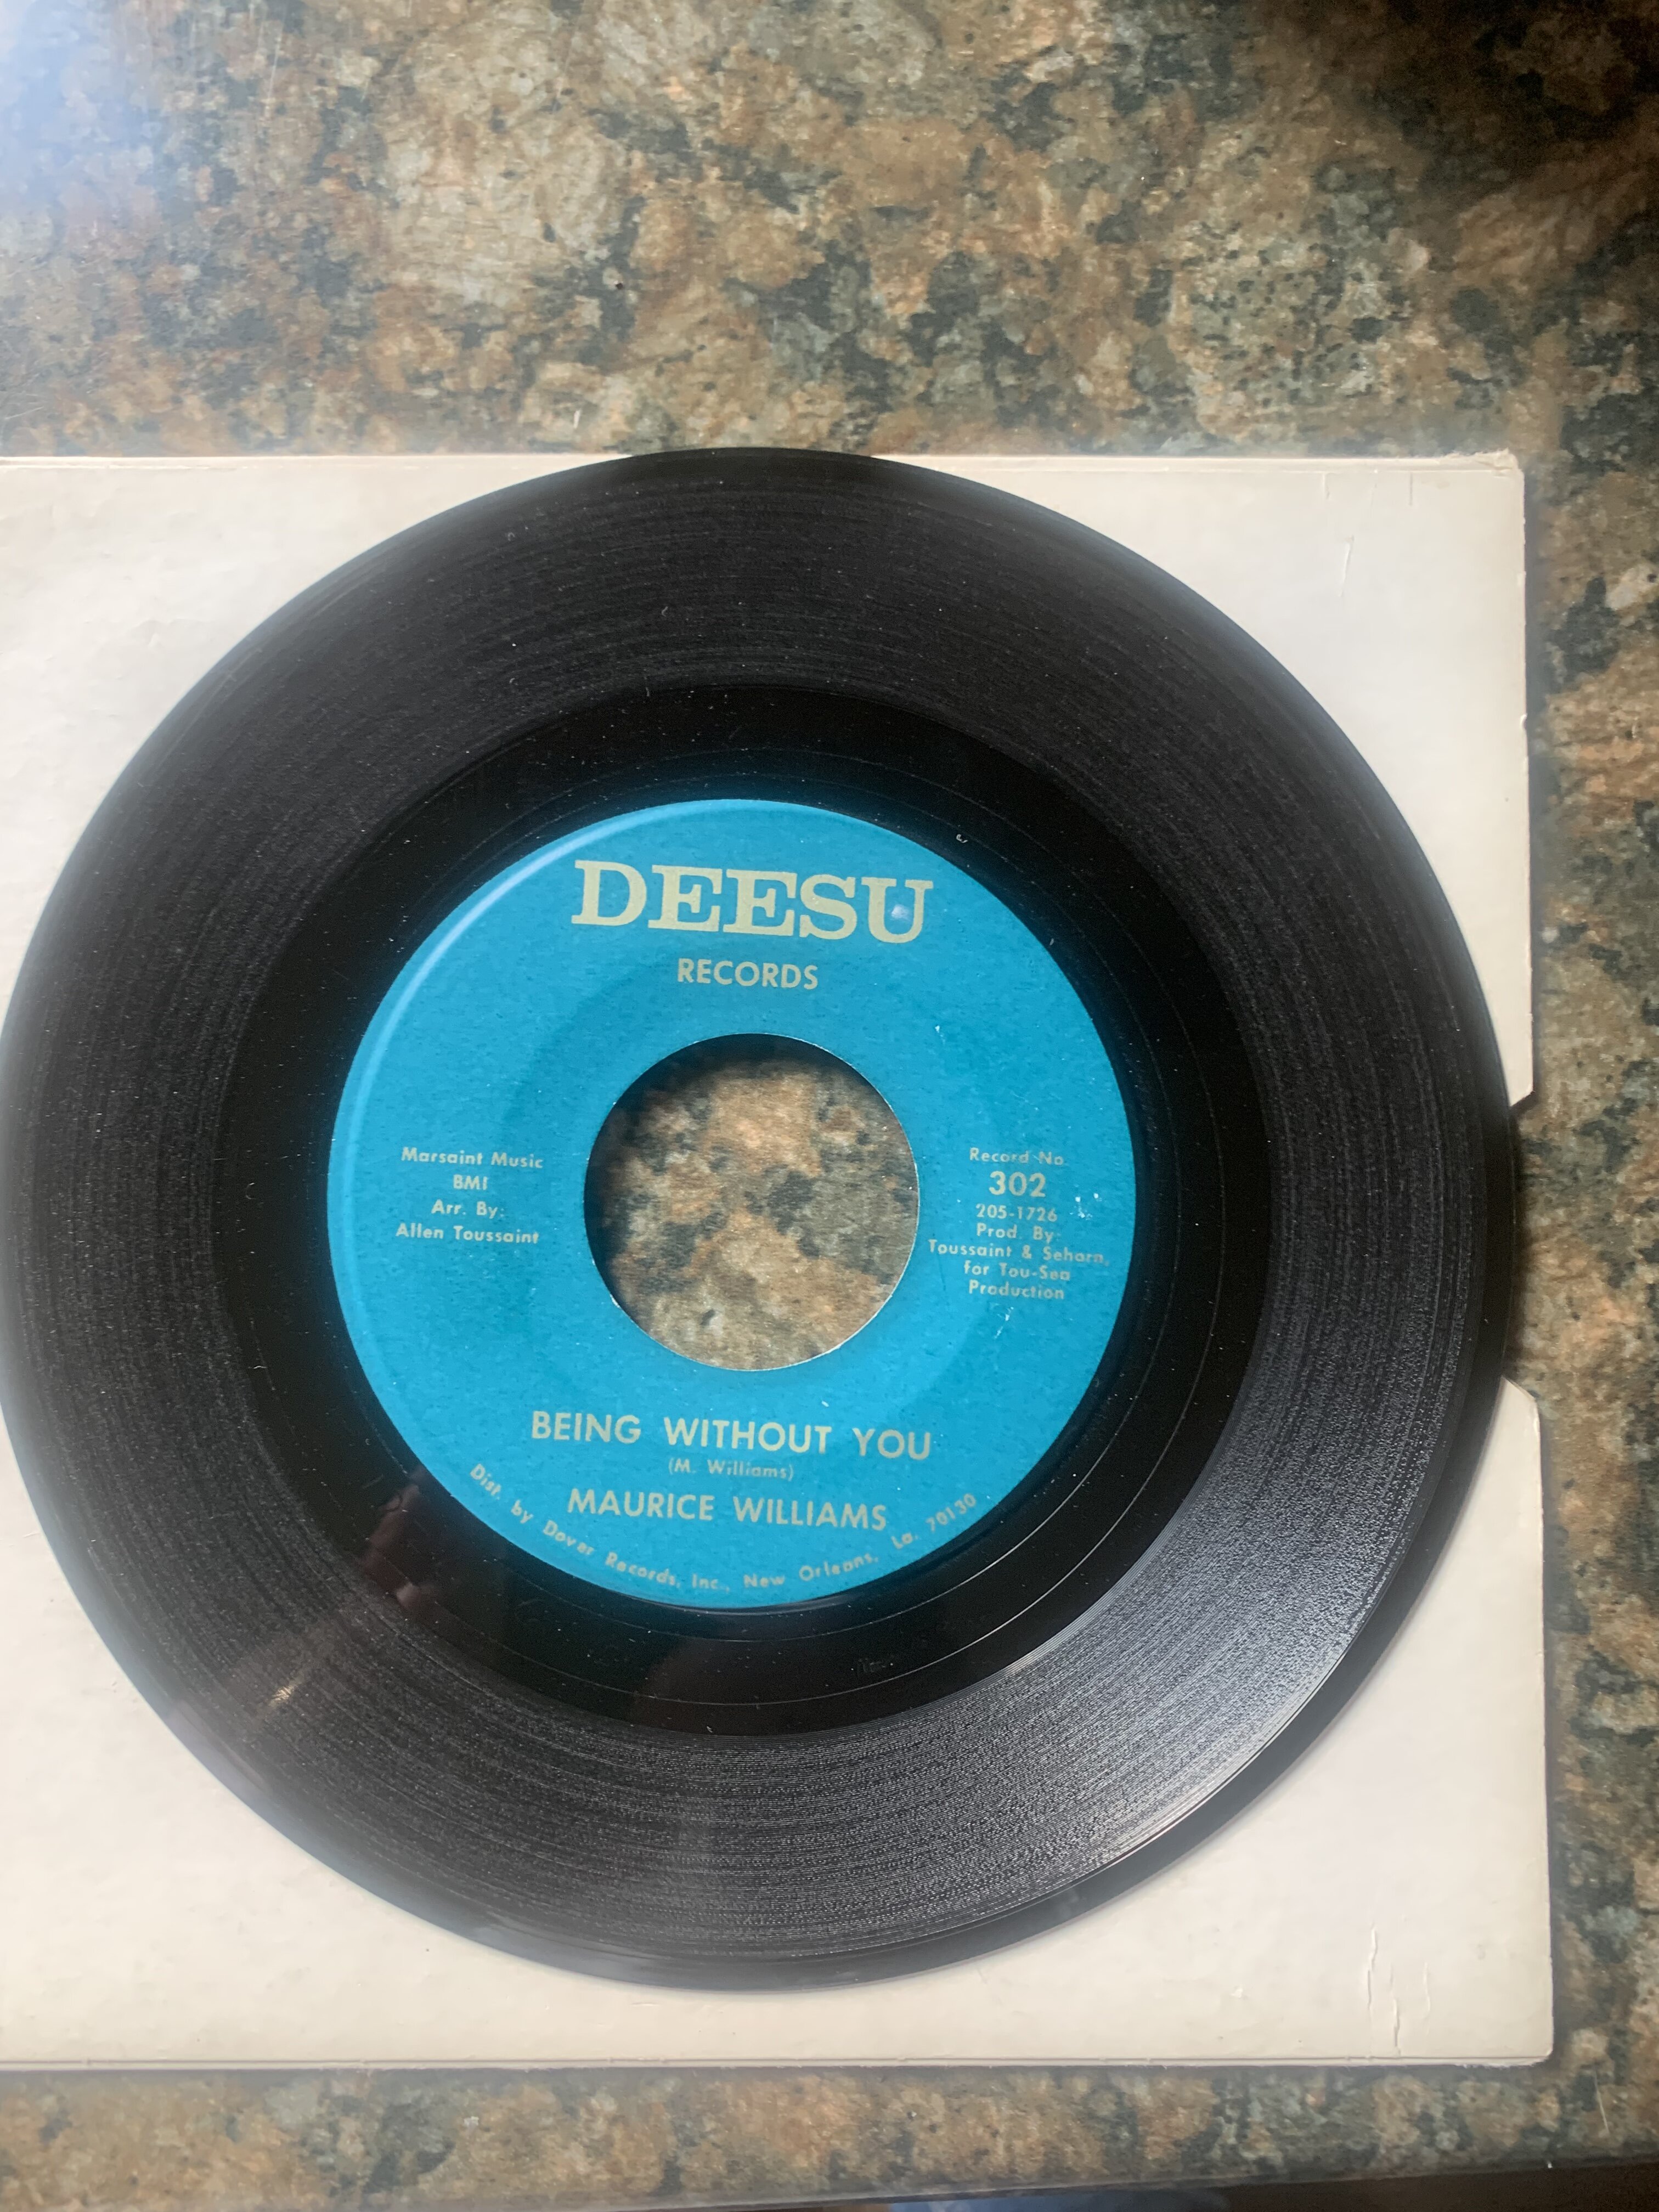 DEESU
RECORDS
Marsaint Music
BMI
Arr. By:
Allen Toussaint
Record No.
302
205-1726
Prod. By:
Toussaint & Sehorn,
for Tou-Sea
Production
BEING WITHOUT YOU
(M. Williams)
MAURICE WILLIAMS
Dist. by Dover Records, Inc., New Orleans, La. 70130